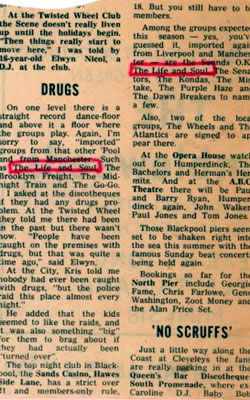 At the Twisted Wheel Club
the Scene doesn't really liven
up until the holidays begin.
"Then things really start to
move here," I was told by
16-year-old Elwyn Nicol, a
D.J. at the club.
DRUGS
On one level there is a
straight record dance-floor
and above it a floor where
the groups play. Again, I'm
sorry to say, "imported"
groups from that other Pool
and from Manchester. Such
The Life and Soul
Brooklyn Freight, The Mid-
night Train and The Go-Go.
I asked at the discotheques
if they had any drugs pro-
blem. At the Twisted Wheel
they told me there had been
in the past but there wasn't
now. "People have been
caught on the premises with
drugs, but that was quite a
time ago," said Elwyn.
At the City, Kris told me
nobody had ever been caught
with drugs, "but the police
raid this place almost every
night."
He added that the kids
seemed to like the raids, and
it was also something "big"
for them to brag about if
they had actually been
"turned over".
The top night club in Black-
pool, the Sands Casino, Hawes
Side Lane, has a strict over
and members-only rule.
18. But you still have to be
members.
Among the groups expected
this season — yes, you've
guessed it, imported again
from Liverpool and Manchester
are the Sounds O.K.
The Life and Soul,
tors, The Kondas, The Mi
take, The Purple Haze and
The Dawn Breakers to name
a few.
Also, two of the local
groups, The Wheels and The
Atlantics are signed to ap-
pear there.
At the Opera House watch
out for Humperdinck, The
Bachelors and Herman's Her-
mits. And at the ABC
Theatre there will be Paul
and Barry Ryan, Humper-
dinck again, John Walker,
Paul Jones and Tom Jones.
Those Blackpool piers seem
set to be shaken right down
the this summer with the
famous Sunday beat concerts
being held again.
Bookings so far for the
North Pier include Georgie
Fame, Chris Farlowe, Geno
Washington, Zoot Money and
the Alan Price Set.
'NO SCRUFFS'
Just a little way along the
Coast at Cleveleys the fans
are really packing in at the
Queen's Bar Discotheque
South Promenade, where ex
Caroline D.J. Baby Bob